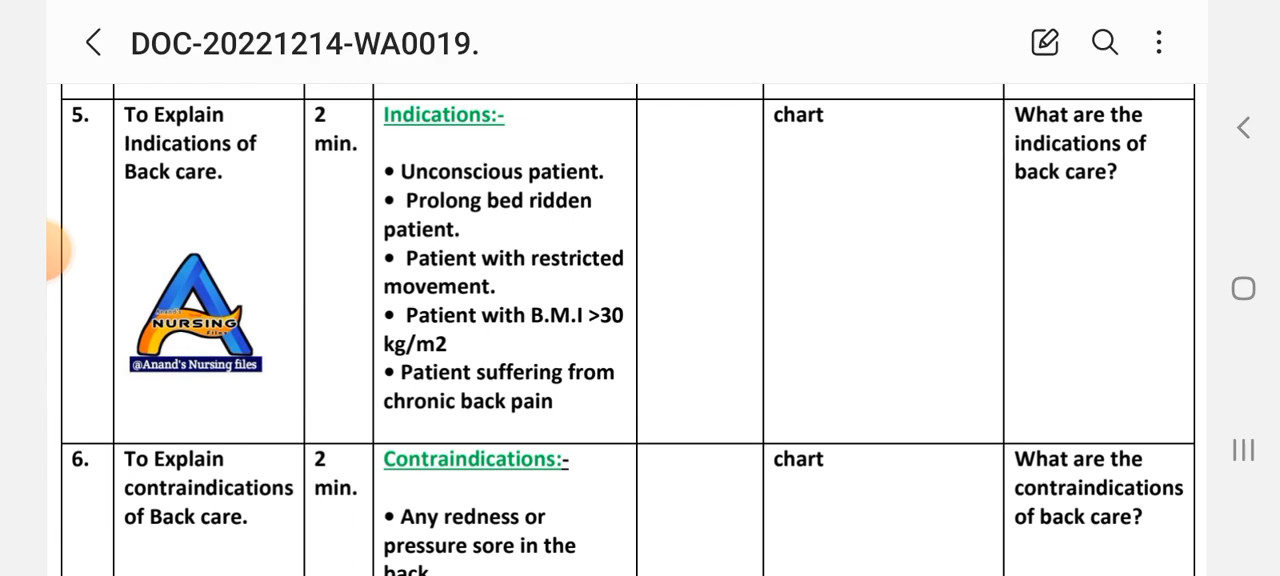 DOC-20221214-WA0019.
5.
To Explain
Indications of
Back care.
2
min.
Indications:-
• Unconscious patient.
• Prolong bed ridden
patient.
• Patient with restricted
movement.
• Patient with B.M.I >30
kg/m2
• Patient suffering from
chronic back pain
chart
What are the
indications of
back care?
NURSING
@Anand's Nursing files
6.
To Explain
contraindications
of Back care.
2
min.
Contraindications:-
• Any redness or
pressure sore in the
back
chart
What are the
contraindications
of back care?